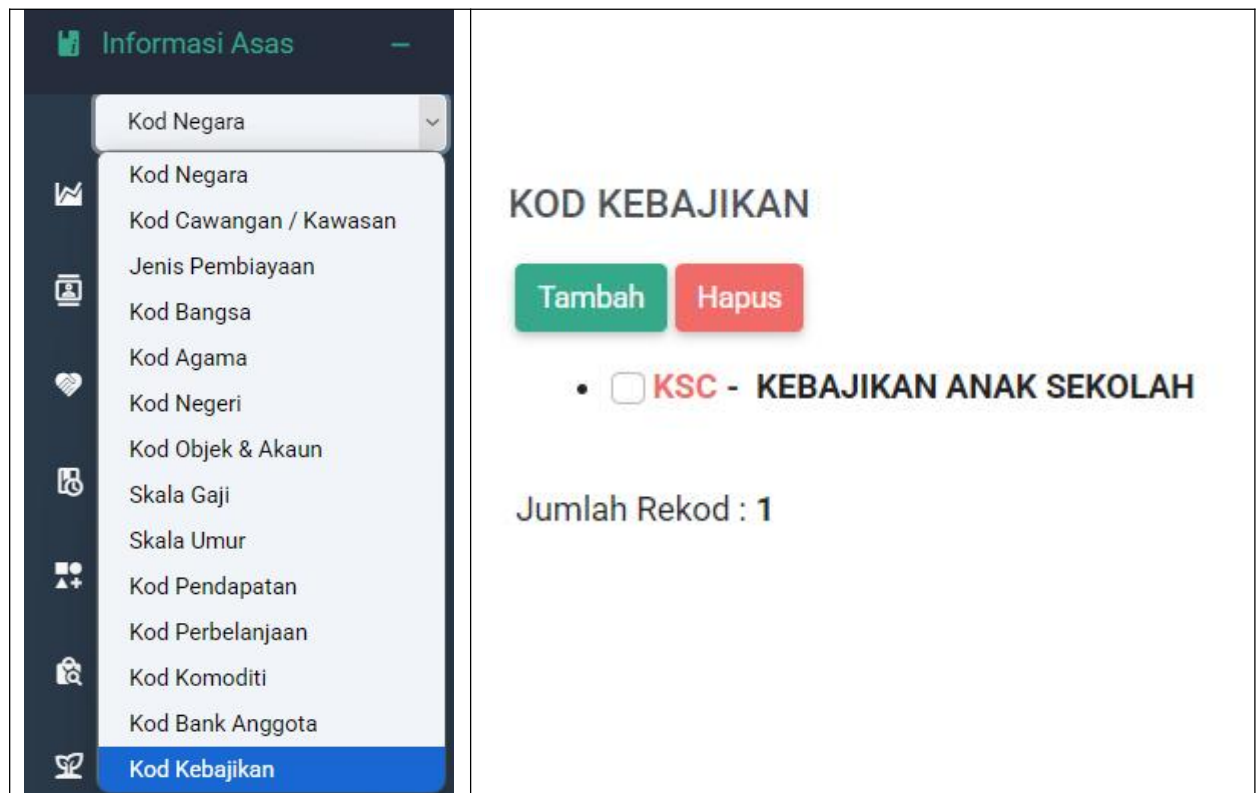 Informasi Asas
Kod Negara
Kod Negara
Kod Cawangan / Kawasan
Jenis Pembiayaan
Kod Bangsa
Kod Agama
Kod Negeri
Kod Objek & Akaun
Skala Gaji
Skala Umur
Kod Pendapatan
Kod Perbelanjaan
Kod Komoditi
Kod Bank Anggota
Kod Kebajikan
KOD KEBAJIKAN
Tambah Hapus
• KSC - KEBAJIKAN ANAK SEKOLAH
Jumlah Rekod : 1